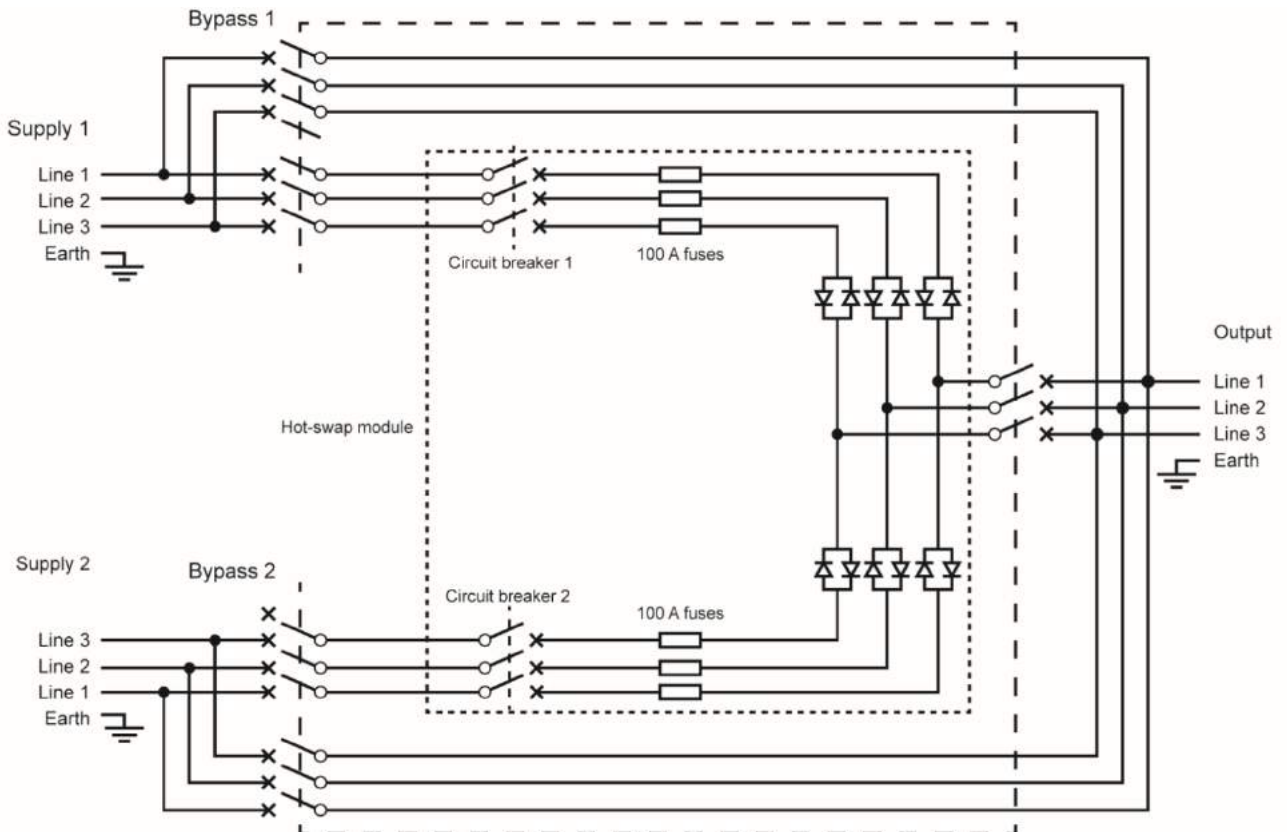 Bypass 1
Supply 1
Line 1
Line 2
Line 3
Earth
Circuit breaker 1
100 A fuses
Output
Line 1
Line 2
Line 3
Earth
Hot-swap module
Supply 2
Bypass 2
Circuit breaker 2
100 A fuses
Line 3
Line 2
Line 1
Earth